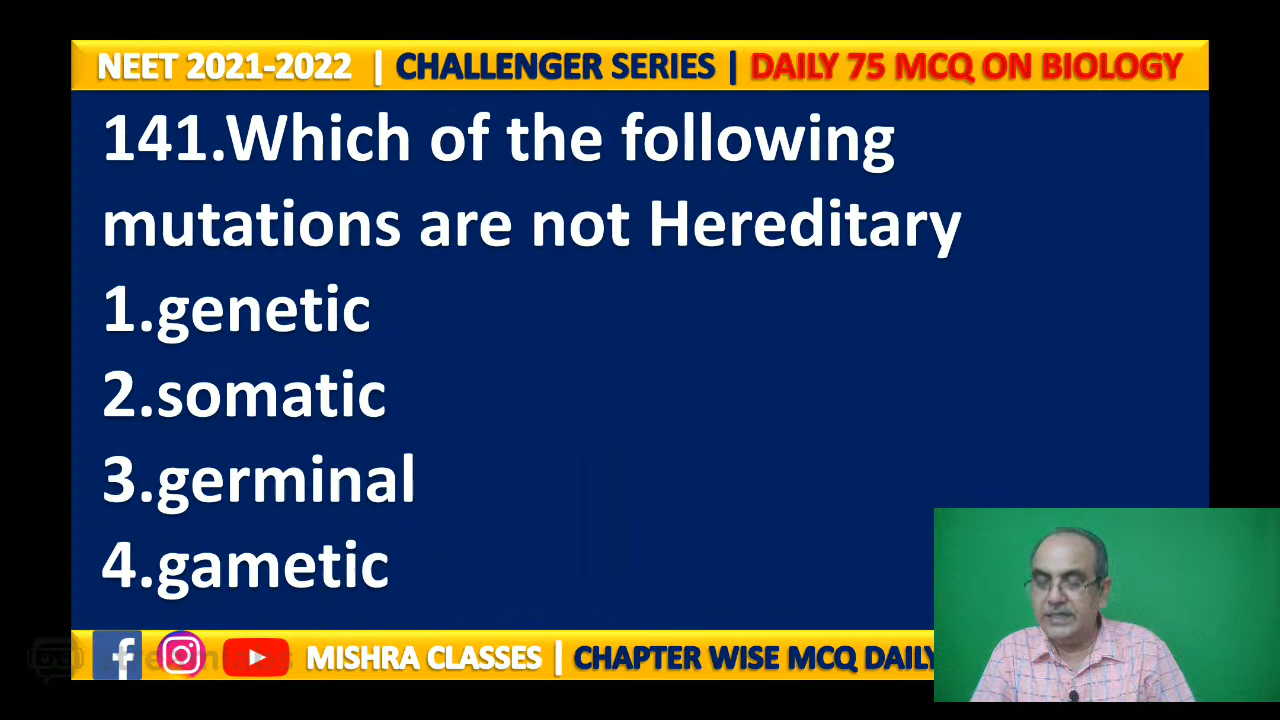 NEET 2021-2022 | CHALLENGER SERIES | DAILY 75 MCQ ON BIOLOGY
141.Which of the following
mutations are not Hereditary
1.genetic
2.somatic
3.germinal
4.gametic
MISHRA CLASSES | CHAPTER WISE MCQ DAILY